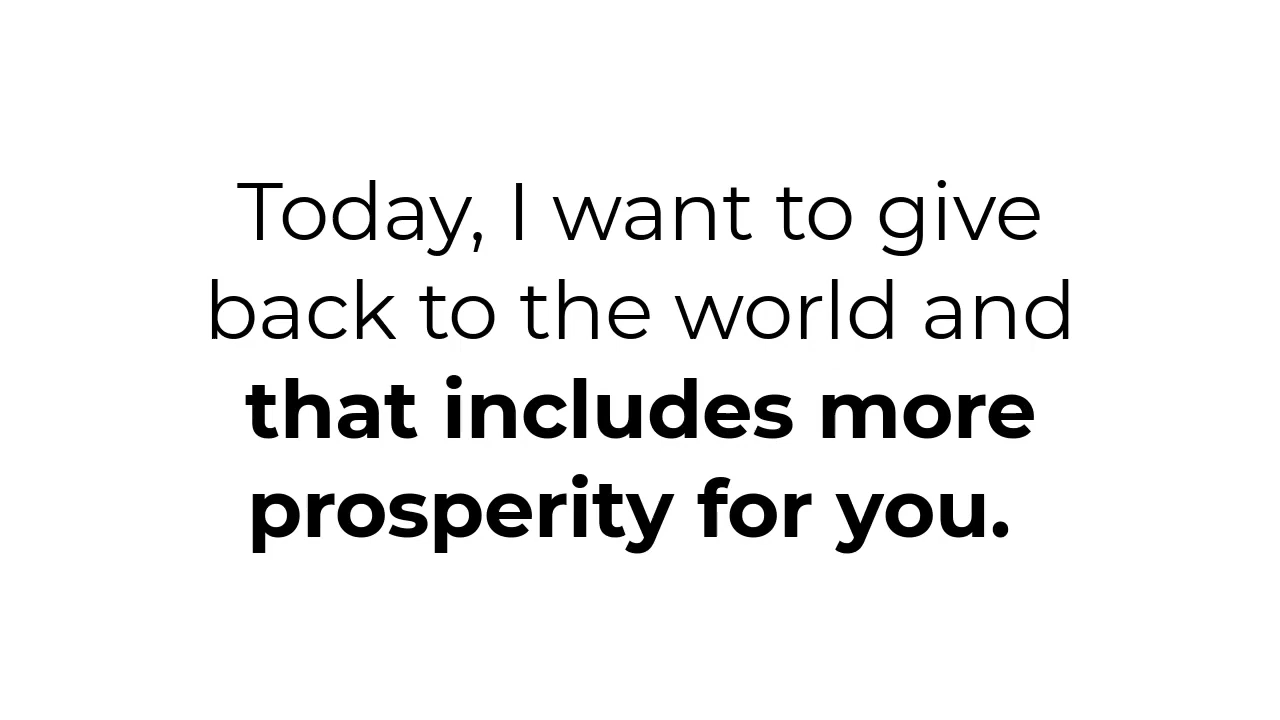 Today, I want to give
back to the world and
that includes more
prosperity for you.